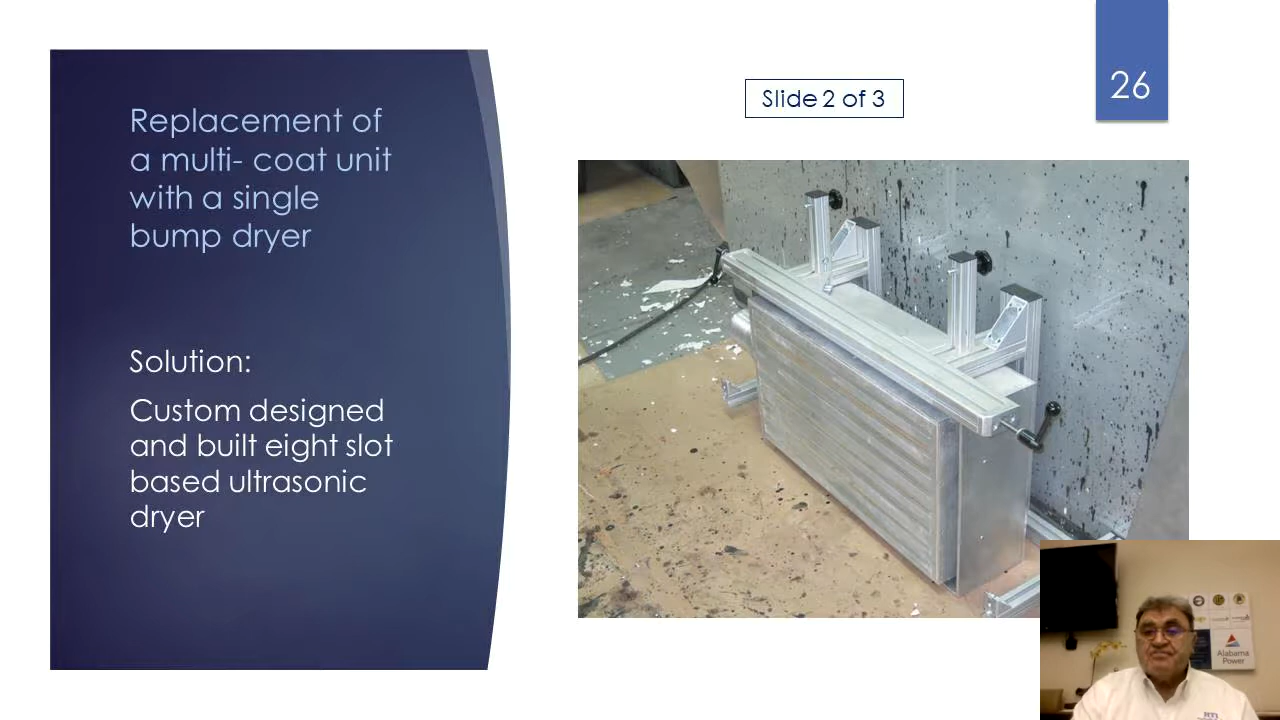 Replacement of
a multi- coat unit
with a single
bump dryer
Solution:
Custom designed
and built eight slot
based ultrasonic
dryer
Slide 2 of 3
26
Alabama
Power